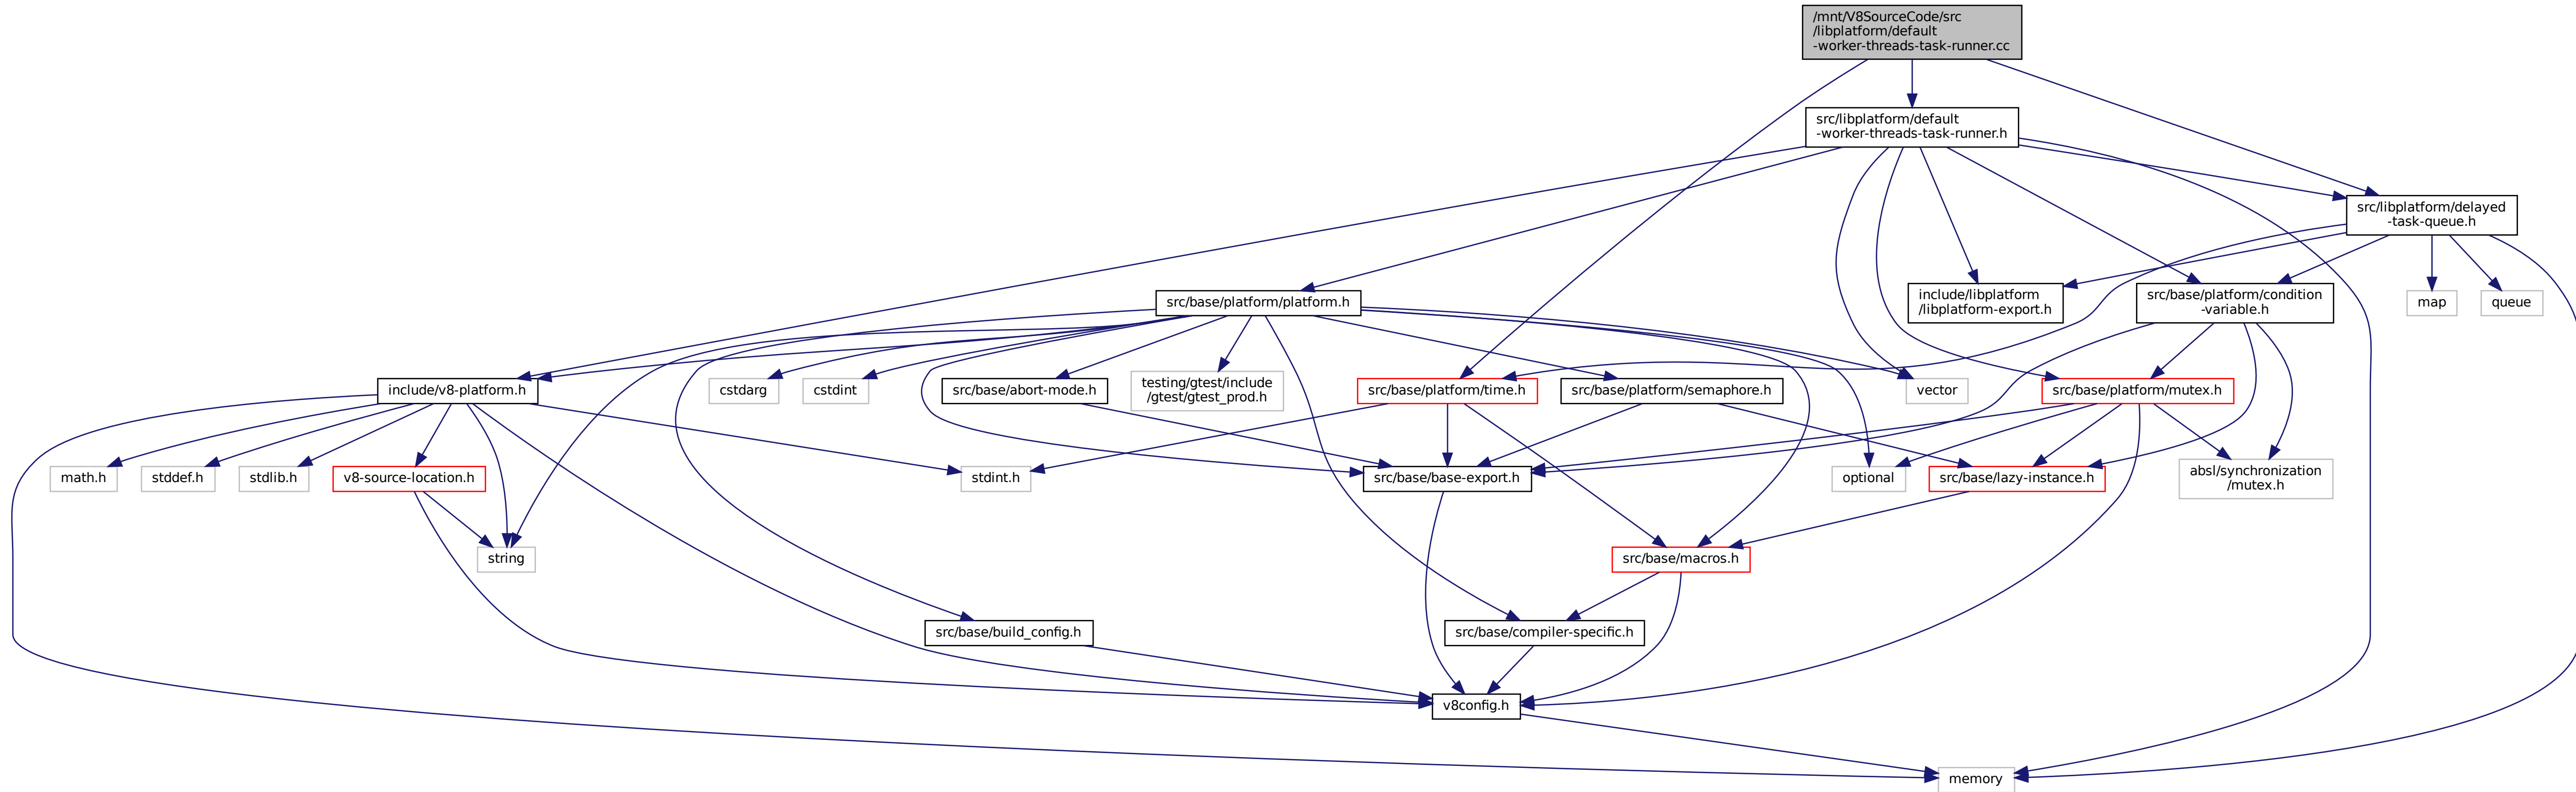 /mnt/V8SourceCode/src
/libplatform/default
-worker-threads-task-runner.cc
src/libplatform/default
-worker-threads-task-runner.h
src/libplatform/delayed
-task-queue.h
src/base/platform/platform.h
include/libplatform
/libplatform-export.h
src/base/platform/condition
-variable.h
map
queue
include/v8-platform.h
cstdarg
cstdint
src/base/abort-mode.h
testing/gtest/include
/gtest/gtest_prod.h
src/base/platform/time.h
src/base/platform/semaphore.h
vector
src/base/platform/mutex.h
math.h
stddef.h
stdlib.h
v8-source-location.h
stdint.h
src/base/base-export.h
optional
src/base/lazy-instance.h
absl/synchronization
/mutex.h
string
src/base/macros.h
src/base/build_config.h
src/base/compiler-specific.h
v8config.h
memory